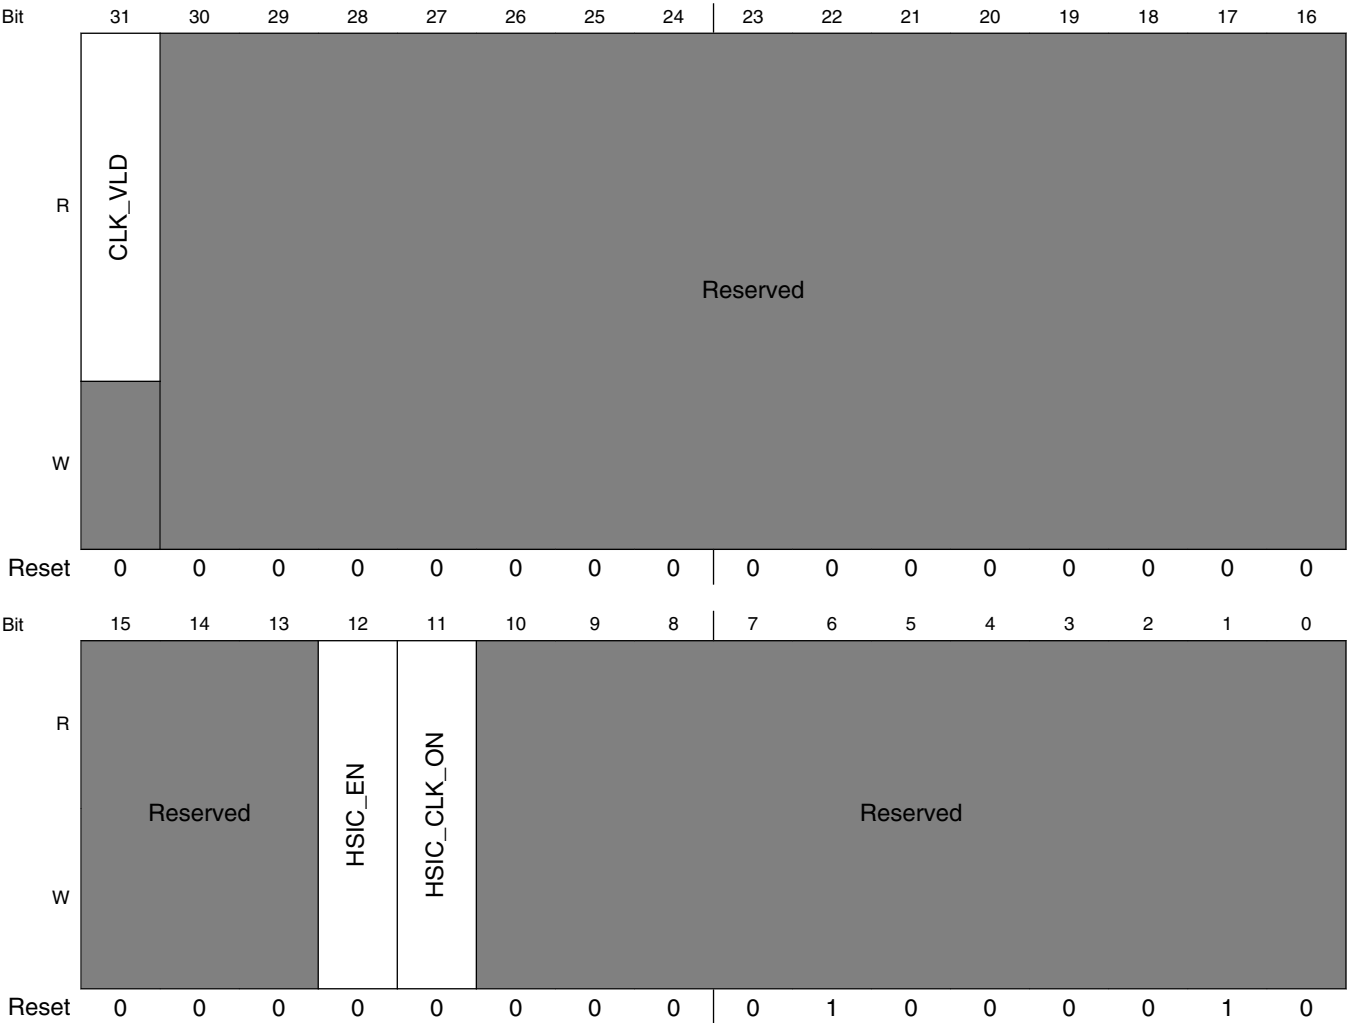 Bit 31 30 29 28 27 26 25 24 23 22 21 20 19 18 17 16
R
CLK_VLD
Reserved
W
Reset 0 0 0 0 0 0 0 0 0 0 0 0 0 0 0 0
Bit 15 14 13 12 11 10 9 8 7 6 5 4 3 2 1 0
R
Reserved
HSIC_EN
HSIC_CLK_ON
Reserved
W
Reset 0 0 0 0 0 0 0 0 0 1 0 0 0 0 1 0